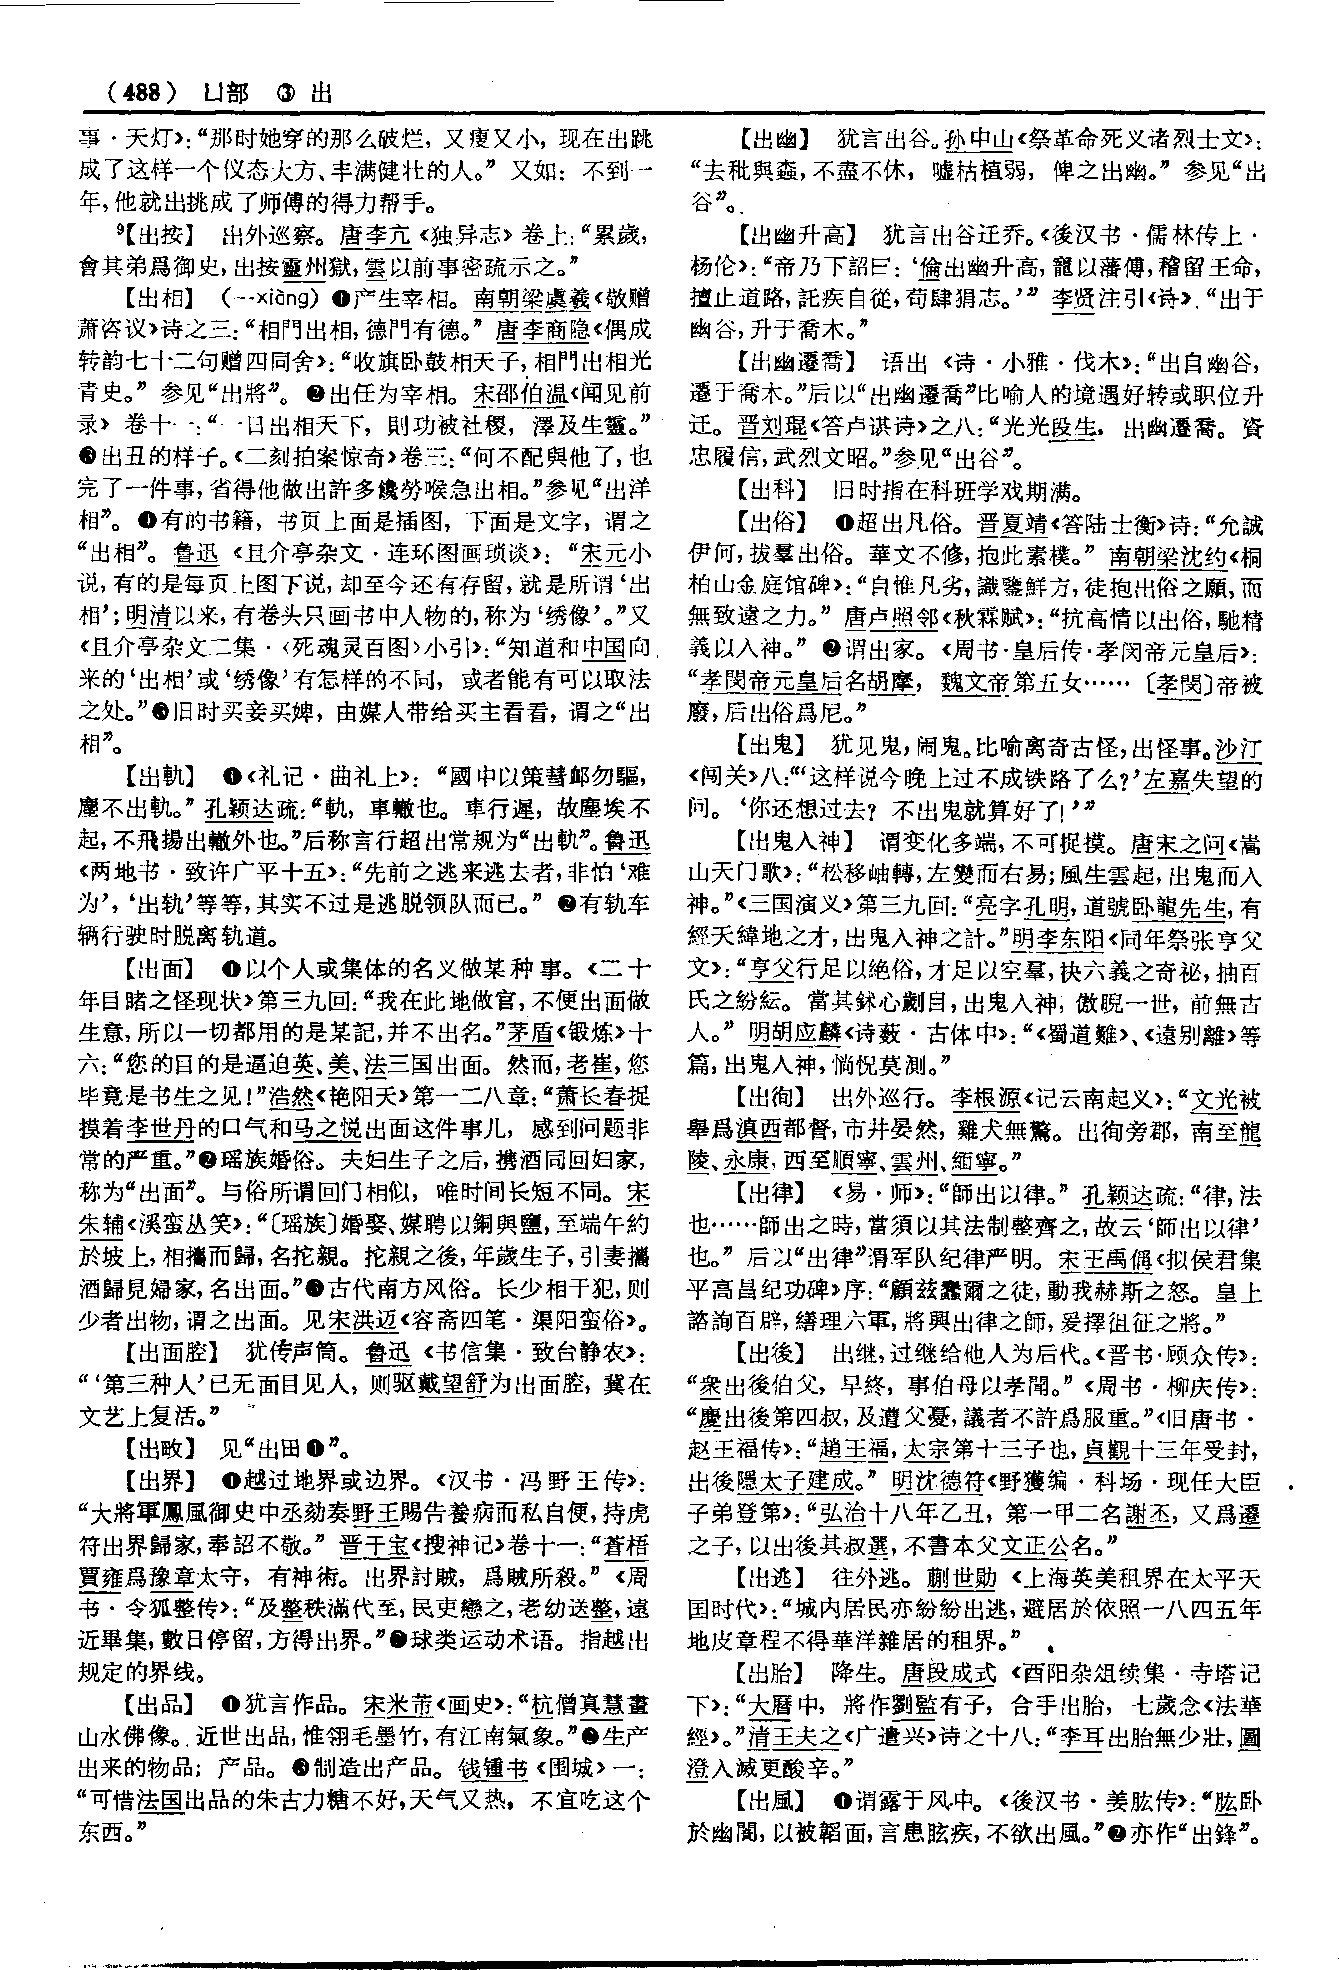 （488） 凵部 ③ 出
事·天灯》：“那时她穿的那么破烂，又瘦又小，现在出跳
成了这样一个仪态大方、丰满健壮的人。”又如：不到一
年，他就出挑成了师傅的得力帮手。
9【出按】 出外巡察。唐李亢《独异志》卷上：“累歲，
會其弟爲御史，出按靈州獄，雲以前事密疏示之。”
【出相】（-xiàng）❶产生宰相。南朝梁虞羲《敬赠
萧咨议》诗之三：“相門出相，德門有德。”唐李商隐《偶成
转韵七十二句赠四同舍》：“收旗卧鼓相天子，相門出相光
青史。”参见“出將”。❷出任为宰相。宋邵伯温《闻见前
录》卷十一：“一日出相天下，則功被社稷，澤及生靈。”
❸出丑的样子。《二刻拍案惊奇》卷三：“何不配與他了，也
完了一件事，省得他做出許多饞勞喉急出相。”参见“出洋
相”。❹有的书籍，书页上面是插图，下面是文字，谓之
“出相”。鲁迅《且介亭杂文·连环图画琐谈》：“宋元小
说，有的是每页上图下说，却至今还有存留，就是所谓‘出
相’；明清以来，有卷头只画书中人物的，称为‘绣像’。”又
《且介亭杂文二集·〈死魂灵百图〉小引》：“知道和中国向
来的‘出相’或‘绣像’有怎样的不同，或者能有可以取法
之处。”❺旧时买妾买婢，由媒人带给买主看看，谓之“出
相”。
【出軌】 ❶《礼记·曲礼上》：“國中以策彗卹勿驅，
塵不出軌。”孔颖达疏：“軌，車轍也。車行遲，故塵埃不
起，不飛揚出轍外也。”后称言行超出常规为“出軌”。鲁迅
《两地书·致许广平十五》：“先前之逃来逃去者，非怕‘难
为’，‘出轨’等等，其实不过是逃脱领队而已。”❷有轨车
辆行驶时脱离轨道。
【出面】 ❶以个人或集体的名义做某种事。《二十
年目睹之怪现状》第三九回：“我在此地做官，不便出面做
生意，所以一切都用的是某記，并不出名。”茅盾《锻炼》十
六：“您的目的是逼迫英、美、法三国出面。然而，老崔，您
毕竟是书生之见！”浩然《艳阳天》第一二八章：“萧长春捉
摸着李世丹的口气和马之悦出面这件事儿，感到问题非
常的严重。”❷瑶族婚俗。夫妇生子之后，携酒同回妇家，
称为“出面”。与俗所谓回门相似，唯时间长短不同。宋
朱辅《溪蛮丛笑》：“〔瑶族〕婚娶、媒聘以銅與鹽，至端午約
於坡上，相攜而歸，名拕親。拕親之後，年歲生子，引妻攜
酒歸見婦家，名出面。”❸古代南方风俗。长少相干犯，则
少者出物，谓之出面。见宋洪迈《容斋四笔·渠阳蛮俗》。
【出面腔】 犹传声筒。鲁迅《书信集·致台静农》：
“‘第三种人’已无面目见人，则驱戴望舒为出面腔，冀在
文艺上复活。”
【出畋】 见“出田❶”。
【出界】 ❶越过地界或边界。《汉书·冯野王传》：
“大將軍鳳風御史中丞劾奏野王賜告養病而私自便，持虎
符出界歸家，奉詔不敬。”晋干宝《搜神记》卷十一：“蒼梧
賈雍爲豫章太守，有神術。出界討賊，爲賊所殺。”《周
书·令狐整传》：“及整秩滿代至，民吏戀之，老幼送整，遠
近畢集，數日停留，方得出界。”❷球类运动术语。指越出
规定的界线。
【出品】 ❶犹言作品。宋米芾《画史》：“杭僧真慧畫
山水佛像。近世出品，惟翎毛墨竹，有江南氣象。”❷生产
出来的物品；产品。❸制造出产品。钱锺书《围城》一：
“可惜法国出品的朱古力糖不好，天气又热，不宜吃这个
东西。”
【出幽】 犹言出谷。孙中山《祭革命死义诸烈士文》：
“去秕與螙，不盡不休，噓枯植弱，俾之出幽。”参见“出
谷”。
【出幽升高】 犹言出谷迁乔。《後汉书·儒林传上·
杨伦》：“帝乃下詔曰：‘倫出幽升高，寵以藩傅，稽留王命，
擅止道路，託疾自從，苟肆狷志。’”李贤注引《诗》：“出于
幽谷，升于喬木。”
【出幽遷喬】 语出《诗·小雅·伐木》：“出自幽谷，
遷于喬木。”后以“出幽遷喬”比喻人的境遇好转或职位升
迁。晋刘琨《答卢谌诗》之八：“光光段生，出幽遷喬。資
忠履信，武烈文昭。”参见“出谷”。
【出科】 旧时指在科班学戏期满。
【出俗】 ❶超出凡俗。晋夏靖《答陆士衡》诗：“允誠
伊何，拔羣出俗。華文不修，抱此素樸。”南朝梁沈约《桐
柏山金庭馆碑》：“自惟凡劣，識鑒鮮方，徒抱出俗之願，而
無致遠之力。”唐卢照邻《秋霖赋》：“抗高情以出俗，馳精
義以入神。”❷谓出家。《周书·皇后传·孝闵帝元皇后》：
“孝閔帝元皇后名胡摩，魏文帝第五女……〔孝閔〕帝被
廢，后出俗爲尼。”
【出鬼】 犹见鬼，闹鬼。比喻离奇古怪，出怪事。沙汀
《闯关》八：“‘这样说今晚上过不成铁路了么？’左嘉失望的
问。‘你还想过去？不出鬼就算好了！’”
【出鬼入神】 谓变化多端，不可捉摸。唐宋之问《嵩
山天门歌》：“松移岫轉，左變而右易；風生雲起，出鬼而入
神。”《三国演义》第三九回：“亮字孔明，道號卧龍先生，有
經天緯地之才，出鬼入神之計。”明李东阳《同年祭张亨父
文》：“亨父行足以絶俗，才足以空羣，抉六義之奇祕，抽百
氏之紛紜。當其鉥心劌目，出鬼入神，傲睨一世，前無古
人。”明胡应麟《诗薮·古体中》：“《蜀道難》、《遠别離》等
篇，出鬼入神，惝怳莫測。”
【出徇】 出外巡行。李根源《记云南起义》：“文光被
舉爲滇西都督，市井晏然，雞犬無驚。出徇旁郡，南至龍
陵、永康，西至順寧、雲州、緬寧。”
【出律】 《易·师》：“師出以律。”孔颖达疏：“律，法
也……師出之時，當須以其法制整齊之，故云‘師出以律’
也。”后以“出律”谓军队纪律严明。宋王禹偁《拟侯君集
平高昌纪功碑》序：“顧兹蠢爾之徒，動我赫斯之怒。皇上
諮詢百辟，繕理六軍，將興出律之師，爰擇徂征之將。”
【出後】 出继，过继给他人为后代。《晋书·顾众传》：
“衆出後伯父，早終，事伯母以孝聞。”《周书·柳庆传》：
“慶出後第四叔，及遭父憂，議者不許爲服重。”《旧唐书·
赵王福传》：“趙王福，太宗第十三子也，貞觀十三年受封，
出後隱太子建成。”明沈德符《野獲编·科场·现任大臣
子弟登第》：“弘治十八年乙丑，第一甲二名謝丕，又爲遷
之子，以出後其叔選，不書本父文正公名。”
【出逃】 往外逃。蒯世勋《上海英美租界在太平天
国时代》：“城内居民亦紛紛出逃，避居於依照一八四五年
地皮章程不得華洋雜居的租界。”
【出胎】 降生。唐段成式《酉阳杂俎续集·寺塔记
下》：“大曆中，將作劉監有子，合手出胎，七歲念《法華
經》。”清王夫之《广遣兴》诗之十八：“李耳出胎無少壯，圖
澄入滅更酸辛。”
【出風】 ❶谓露于风中。《後汉书·姜肱传》：“肱卧
於幽闇，以被韜面，言患眩疾，不欲出風。”❷亦作“出鋒”。